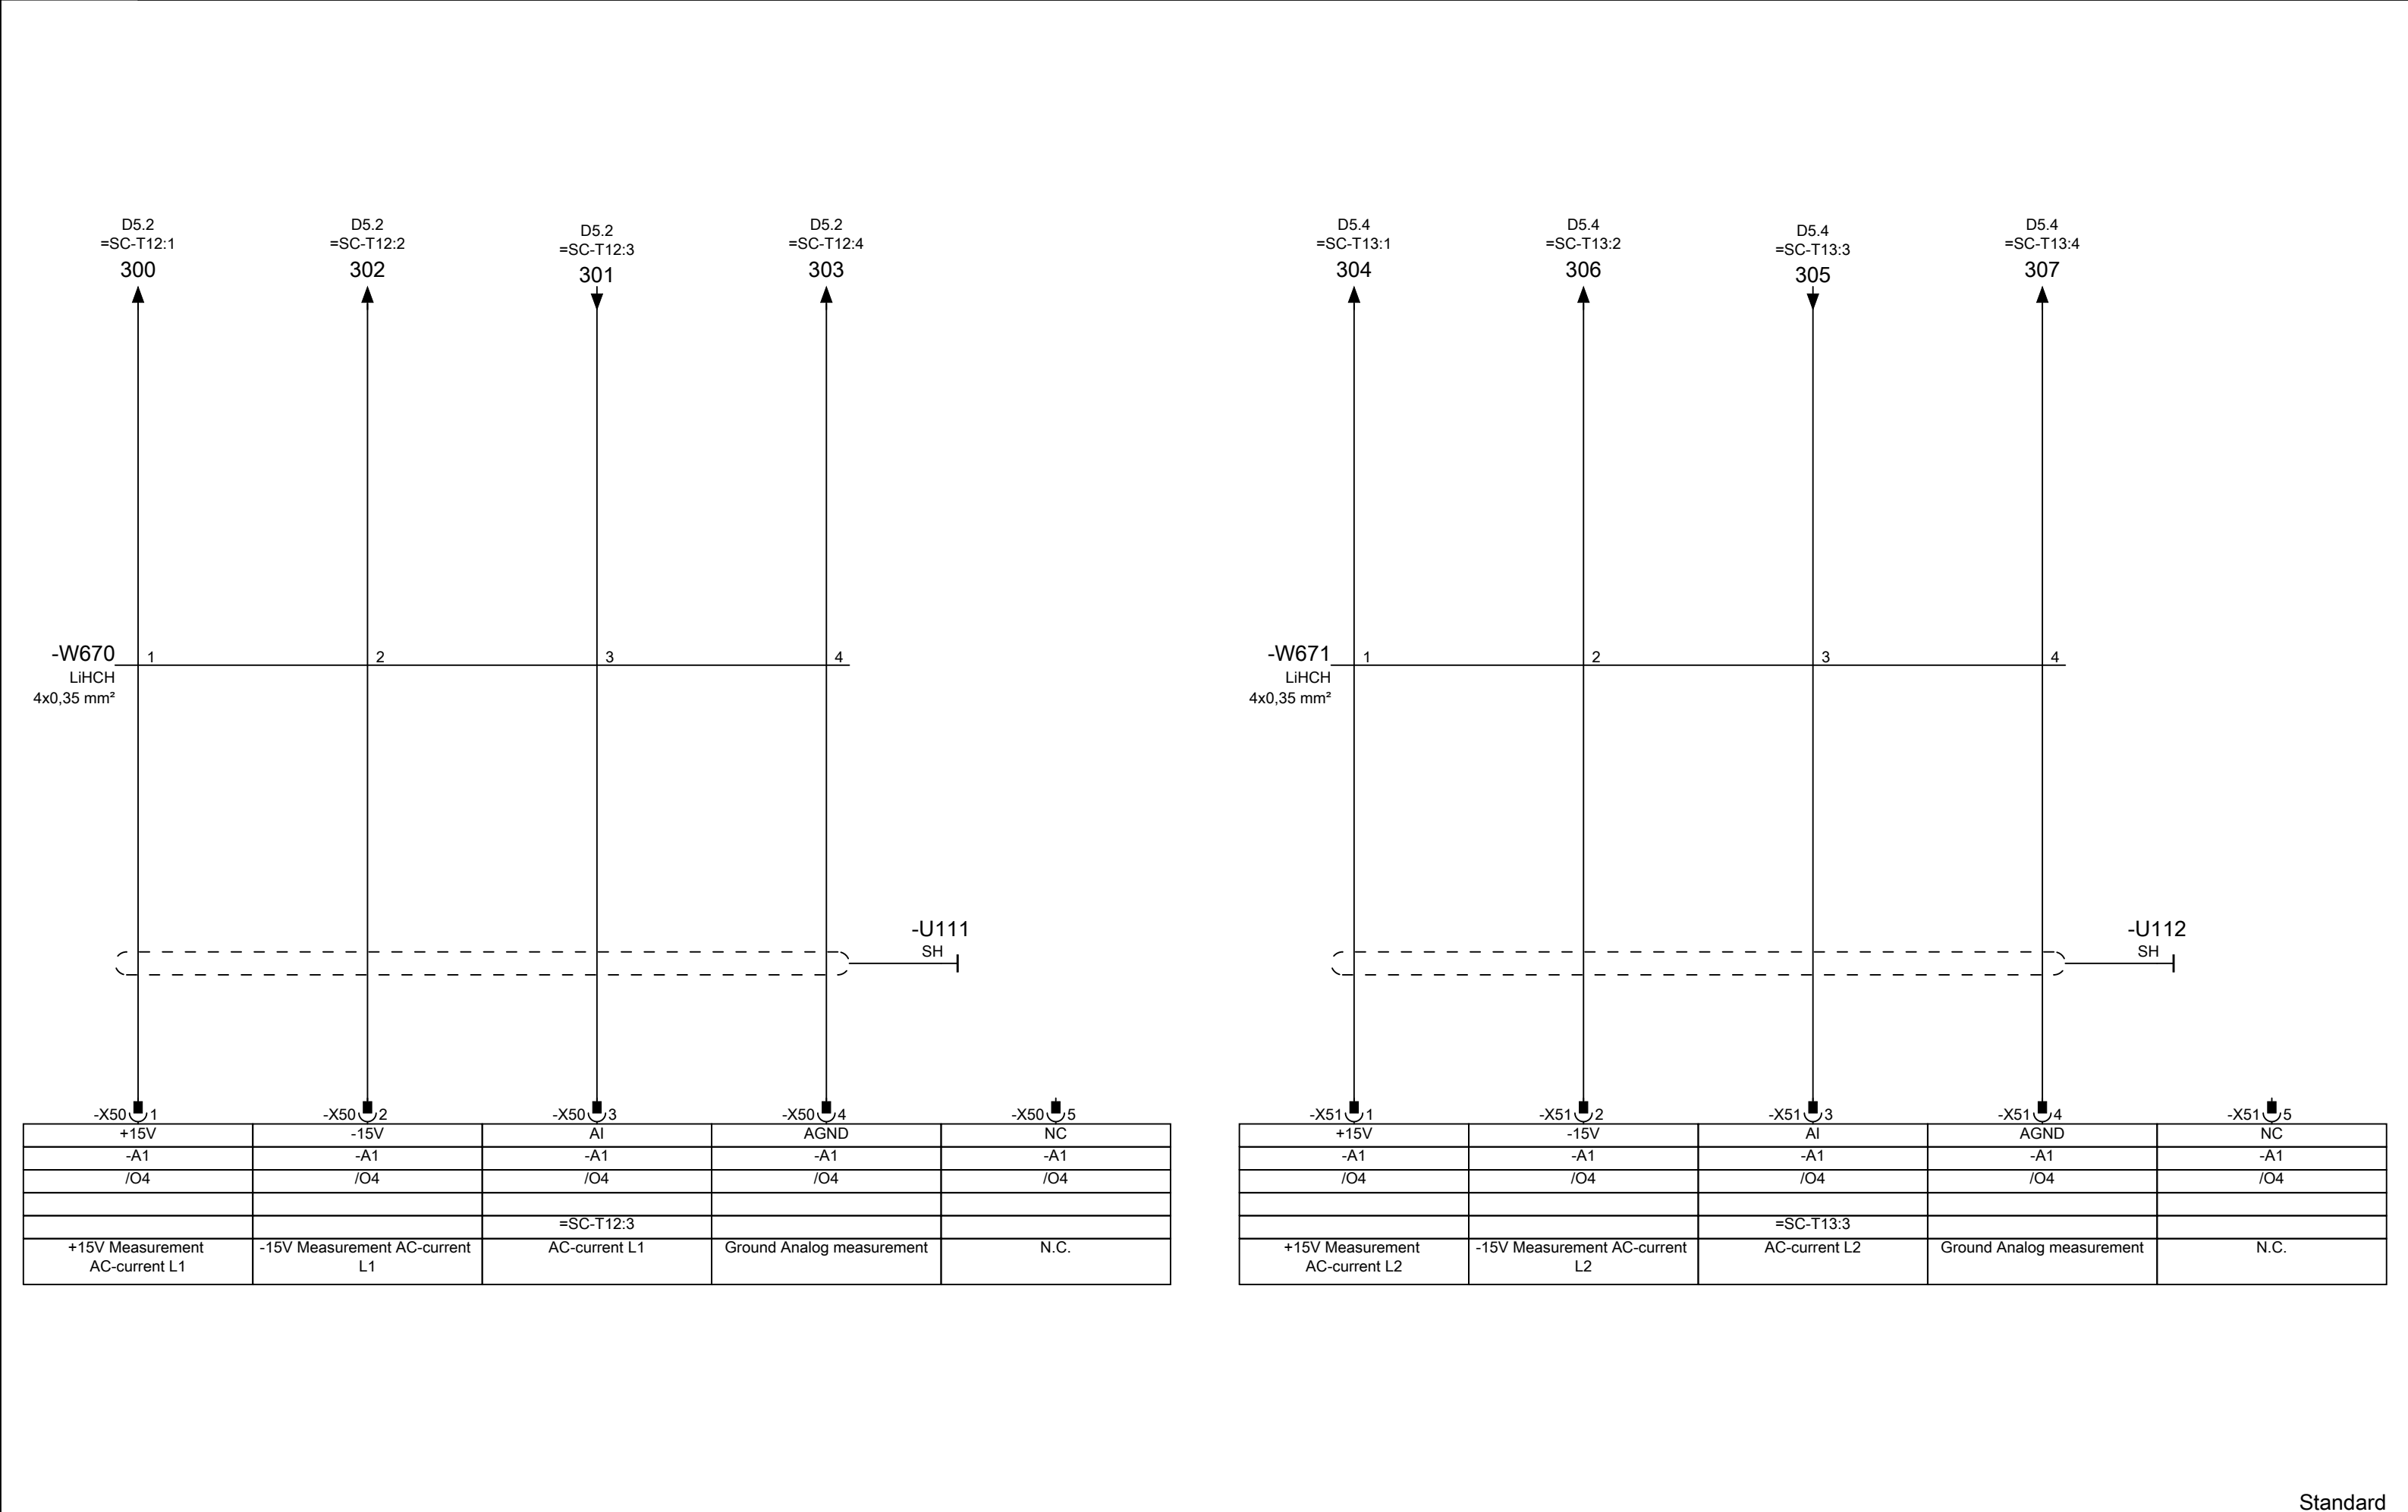 D5.2 D5.2 D5.2 D5.2 D5.4 D5.4 D5.4 D5.4
=SC-T12:1 =SC-T12:2 =SC-T12:3 =SC-T12:4 =SC-T13:1 =SC-T13:2 =SC-T13:3 =SC-T13:4
300 302 301 303 304 306 305 307
-W670 1 2 3 4 -W671 1 2 3 4
LiHCH LiHCH
4x0,35 mm² 4x0,35 mm²
-U111 -U112
SH SH
-X50 1 -X50 2 -X50 3 -X50 4 -X50 5 -X51 1 -X51 2 -X51 3 -X51 4 -X51 5
+15V -15V AI AGND NC +15V -15V AI AGND NC
-A1 -A1 -A1 -A1 -A1 -A1 -A1 -A1 -A1 -A1
/O4 /O4 /O4 /O4 /O4 /O4 /O4 /O4 /O4 /O4
=SC-T12:3 =SC-T13:3
+15V Measurement -15V Measurement AC-current AC-current L1 Ground Analog measurement N.C. +15V Measurement -15V Measurement AC-current AC-current L2 Ground Analog measurement N.C.
AC-current L1 L1 AC-current L2 L2
Standard